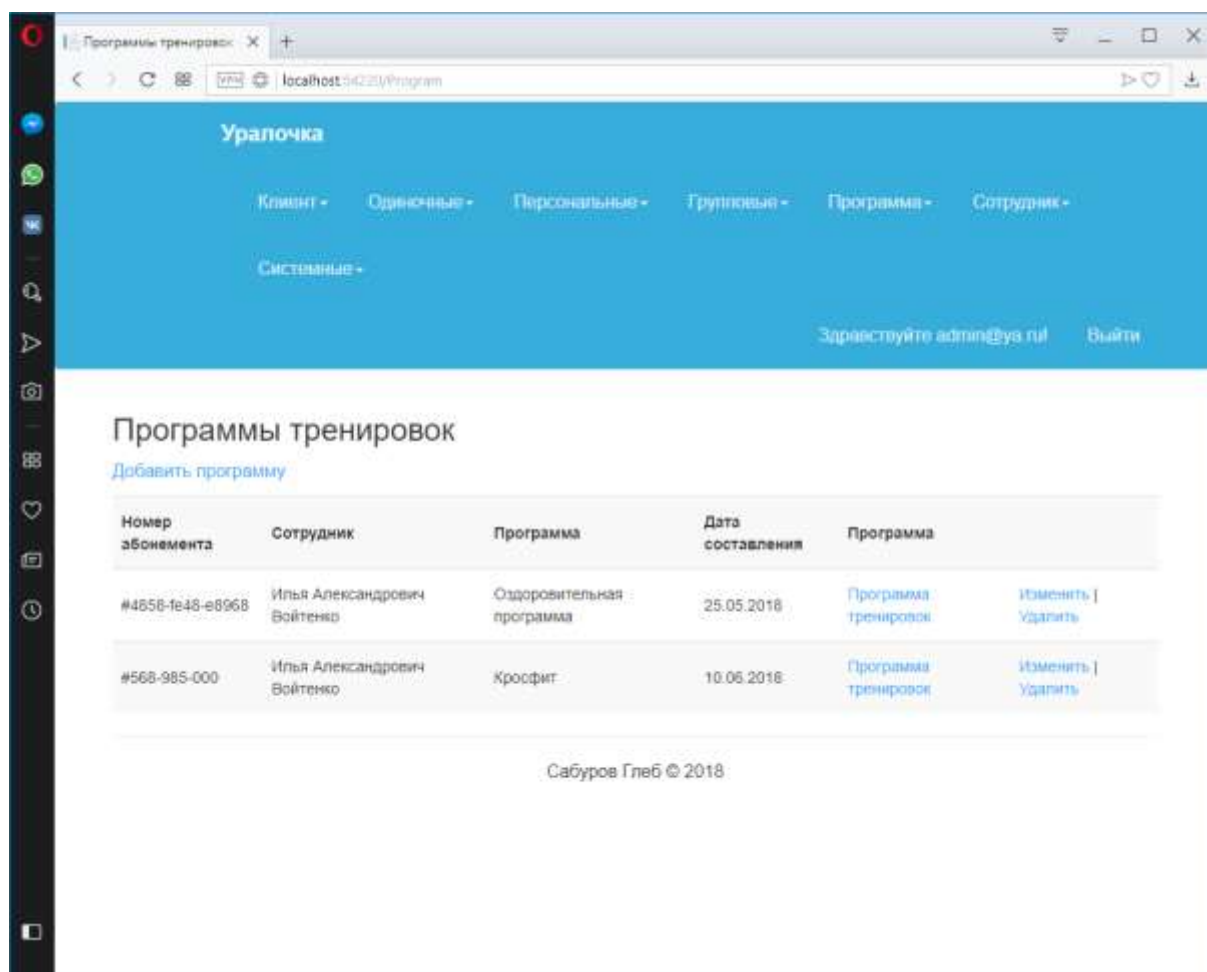 Программы тренировок
VPN localhost:54220/Program
Уралочка
Клиент Одиночные Персональные Групповые Программа Сотрудник
Системные
Здравствуйте admin@ya.ru! Выйти
Программы тренировок
Добавить программу
Номер абонемента Сотрудник Программа Дата составления Программа
#4858-fe48-e8968 Илья Александрович Войтенко Оздоровительная программа 25.05.2018 Программа тренировок Изменить | Удалить
#568-985-000 Илья Александрович Войтенко Кросфит 10.06.2018 Программа тренировок Изменить | Удалить
Сабуров Глеб © 2018